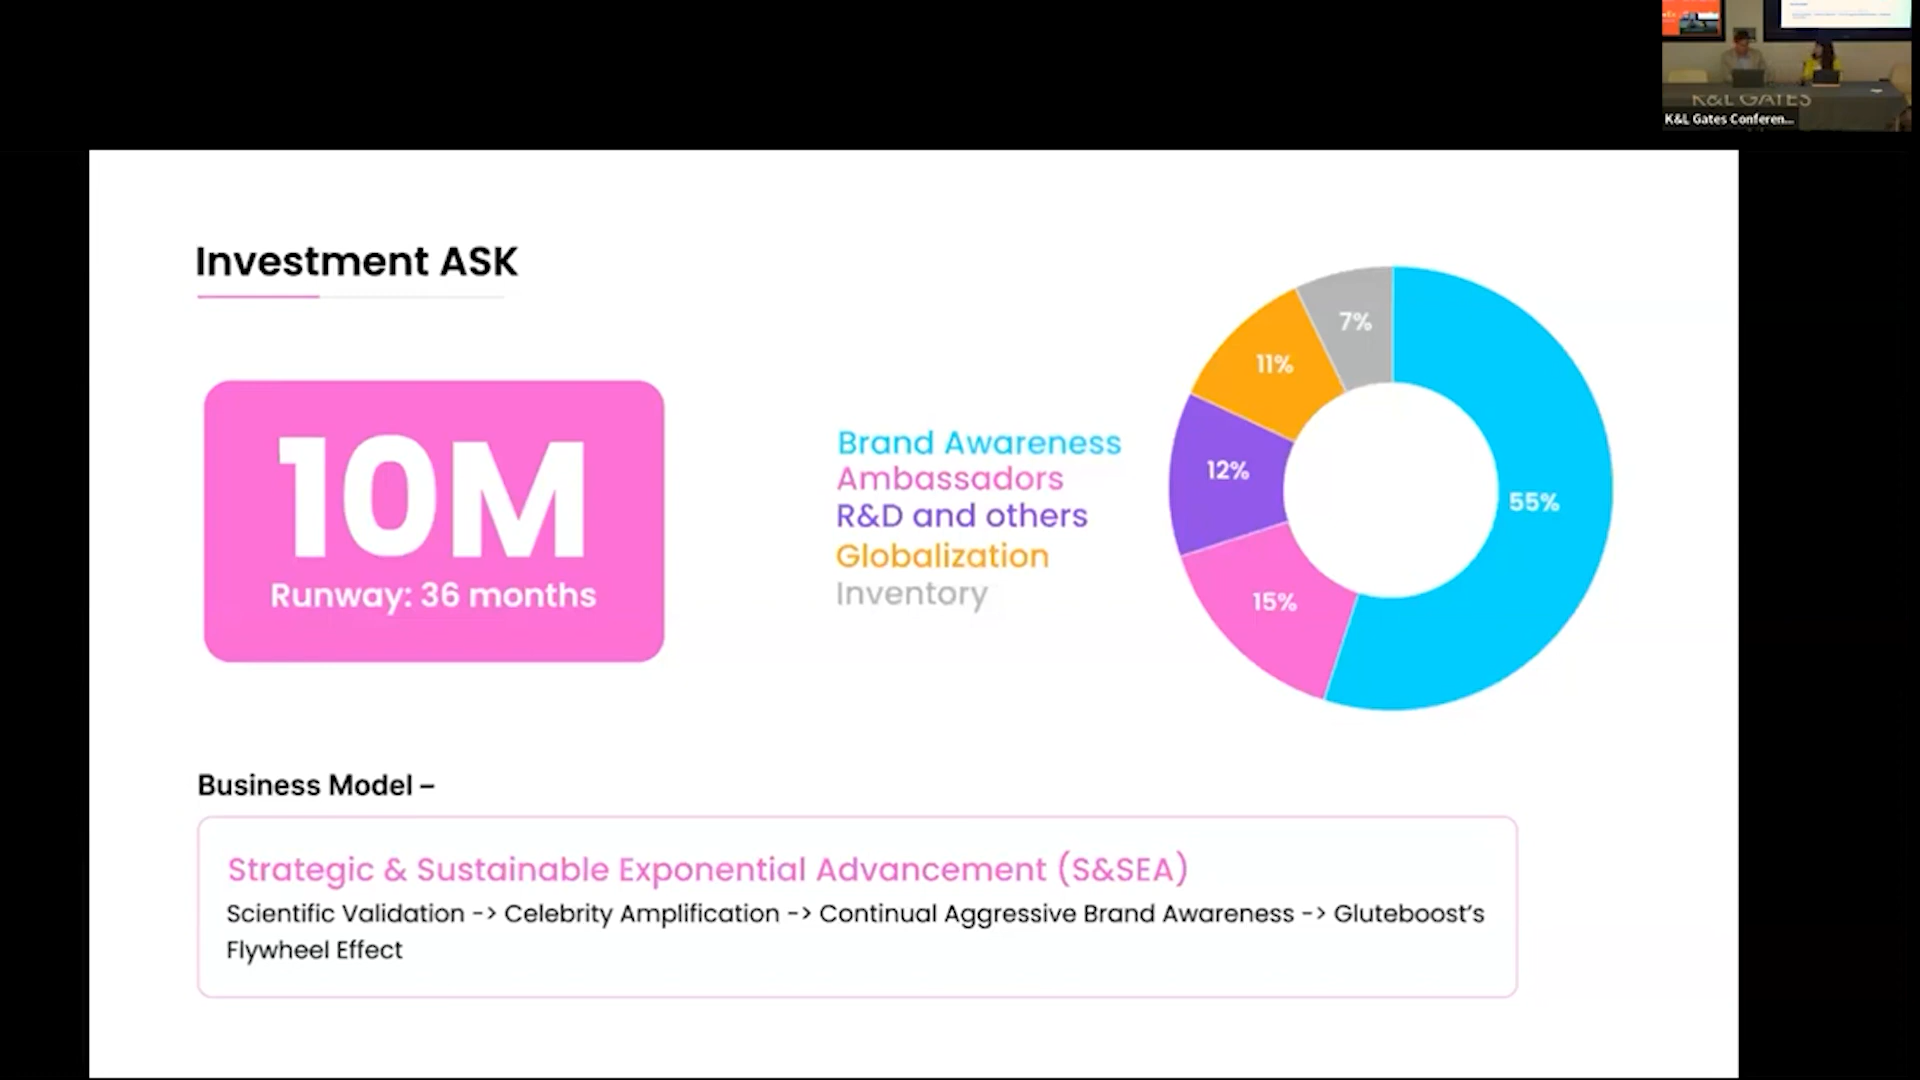 K&L GATES
K&L Gates Conferen...
Investment ASK
10M
Runway: 36 months
Brand Awareness
Ambassadors
R&D and others
Globalization
Inventory
7%
11%
12%
55%
15%
Business Model –
Strategic & Sustainable Exponential Advancement (S&SEA)
Scientific Validation -> Celebrity Amplification -> Continual Aggressive Brand Awareness -> Gluteboost’s
Flywheel Effect